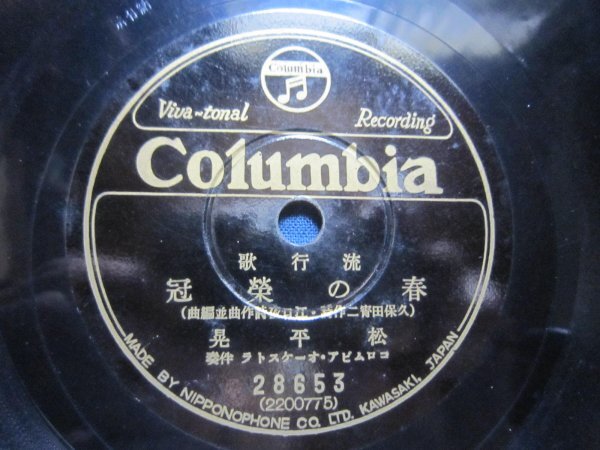 Columbia
Viva-tonal Recording
Columbia
歌行流
冠榮の春
(曲編並曲作詩夜口江・詞作二宵田保久)
晃平松
奏伴 ラトスケーオ・アビムロコ
28653
(2200775)
MADE BY NIPPONOPHONE CO. LTD. KAWASAKI, JAPAN